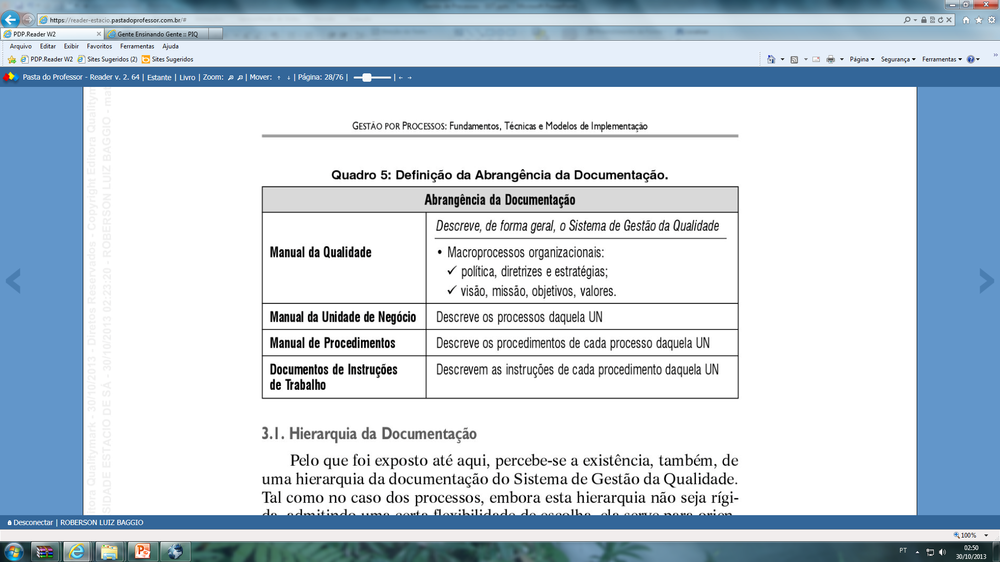 https://reader-estacio.pastadoprofessor.com.br/#
PDP.Reader W2
Gente Ensinando Gente :: PIQ
Arquivo Editar Exibir Favoritos Ferramentas Ajuda
PDP.Reader W2 Sites Sugeridos (2) Sites Sugeridos
Página Segurança Ferramentas
Pasta do Professor - Reader v. 2. 64 | Estante | Livro | Zoom: | Mover: ↑ ↓ | Página: 28/76 | | ← →
itora Qualitymark - 30/10/2013 - Diretos Reservados - Copyright Editora Qualitym
SIDADE ESTACIO DE SÁ - 30/10/2013 02:23:20 - ROBERSON LUIZ BAGGIO - mat
GESTÃO POR PROCESSOS: Fundamentos, Técnicas e Modelos de Implementação
Quadro 5: Definição da Abrangência da Documentação.
Abrangência da Documentação
Manual da Qualidade
Descreve, de forma geral, o Sistema de Gestão da Qualidade
• Macroprocessos organizacionais:
✓ política, diretrizes e estratégias;
✓ visão, missão, objetivos, valores.
Manual da Unidade de Negócio
Descreve os processos daquela UN
Manual de Procedimentos
Descreve os procedimentos de cada processo daquela UN
Documentos de Instruções
de Trabalho
Descrevem as instruções de cada procedimento daquela UN
3.1. Hierarquia da Documentação
Pelo que foi exposto até aqui, percebe-se a existência, também, de
uma hierarquia da documentação do Sistema de Gestão da Qualidade.
Tal como no caso dos processos, embora esta hierarquia não seja rígi-
da, admitindo uma certa flexibilidade de escolha, ela serve para orien-
Desconectar | ROBERSON LUIZ BAGGIO
100%
PT
02:50
30/10/2013